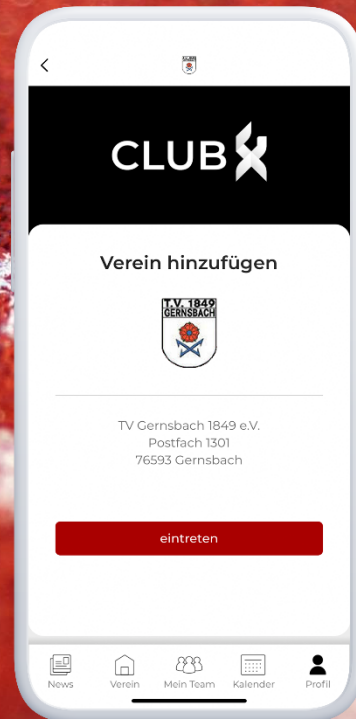 CLUB
Verein hinzufügen
T.V. 1849
GERNSBACH
TV Gernsbach 1849 e.V.
Postfach 1301
76593 Gernsbach
eintreten
News Verein Mein Team Kalender Profil